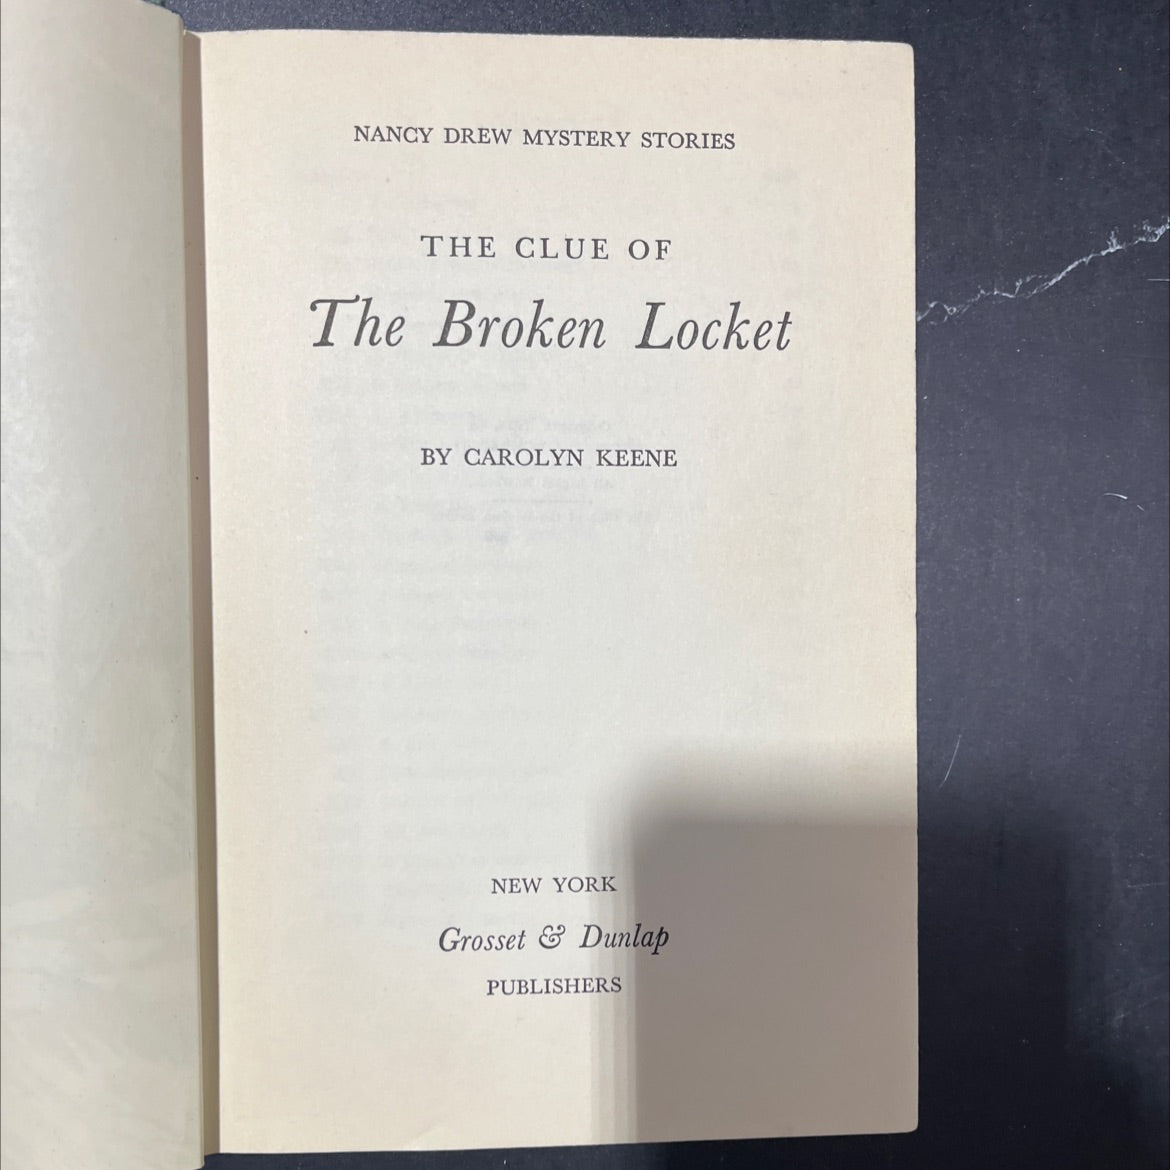 NANCY DREW MYSTERY STORIES
THE CLUE OF
The Broken Locket
BY CAROLYN KEENE
NEW YORK
Grosset & Dunlap
PUBLISHERS